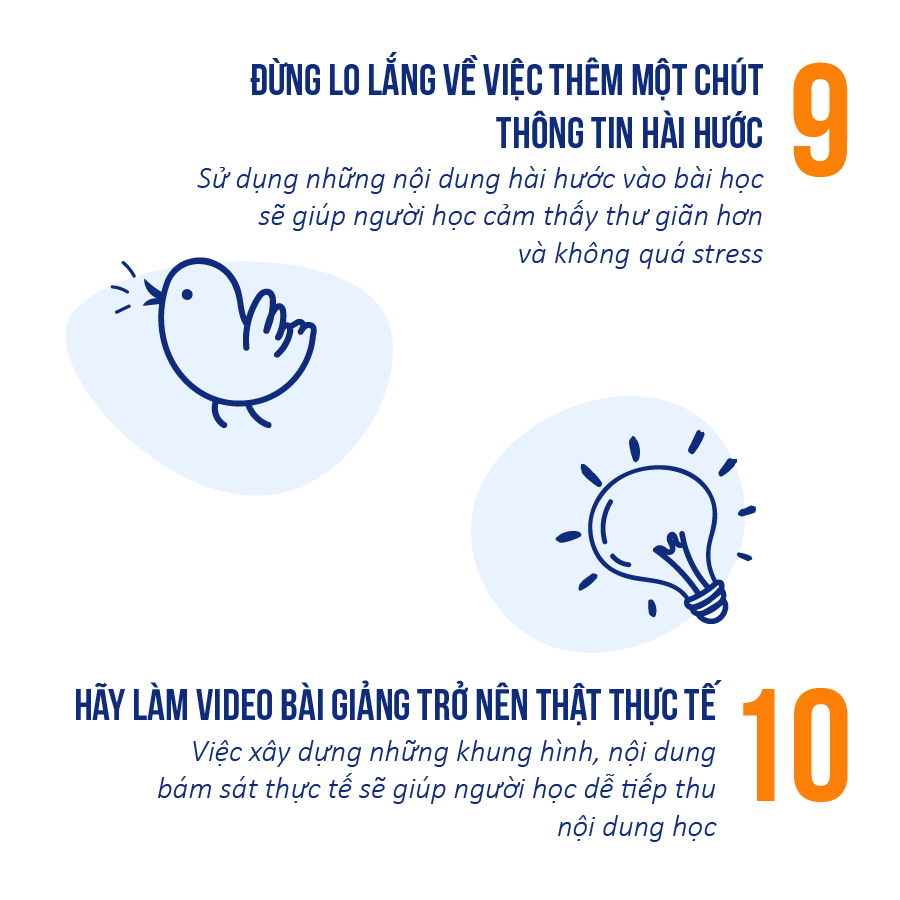 ĐỪNG LO LẮNG VỀ VIỆC THÊM MỘT CHÚT
THÔNG TIN HÀI HƯỚC
9
Sử dụng những nội dung hài hước vào bài học
sẽ giúp người học cảm thấy thư giãn hơn
và không quá stress
HÃY LÀM VIDEO BÀI GIẢNG TRỞ NÊN THẬT THỰC TẾ
10
Việc xây dựng những khung hình, nội dung
bám sát thực tế sẽ giúp người học dễ tiếp thu
nội dung học